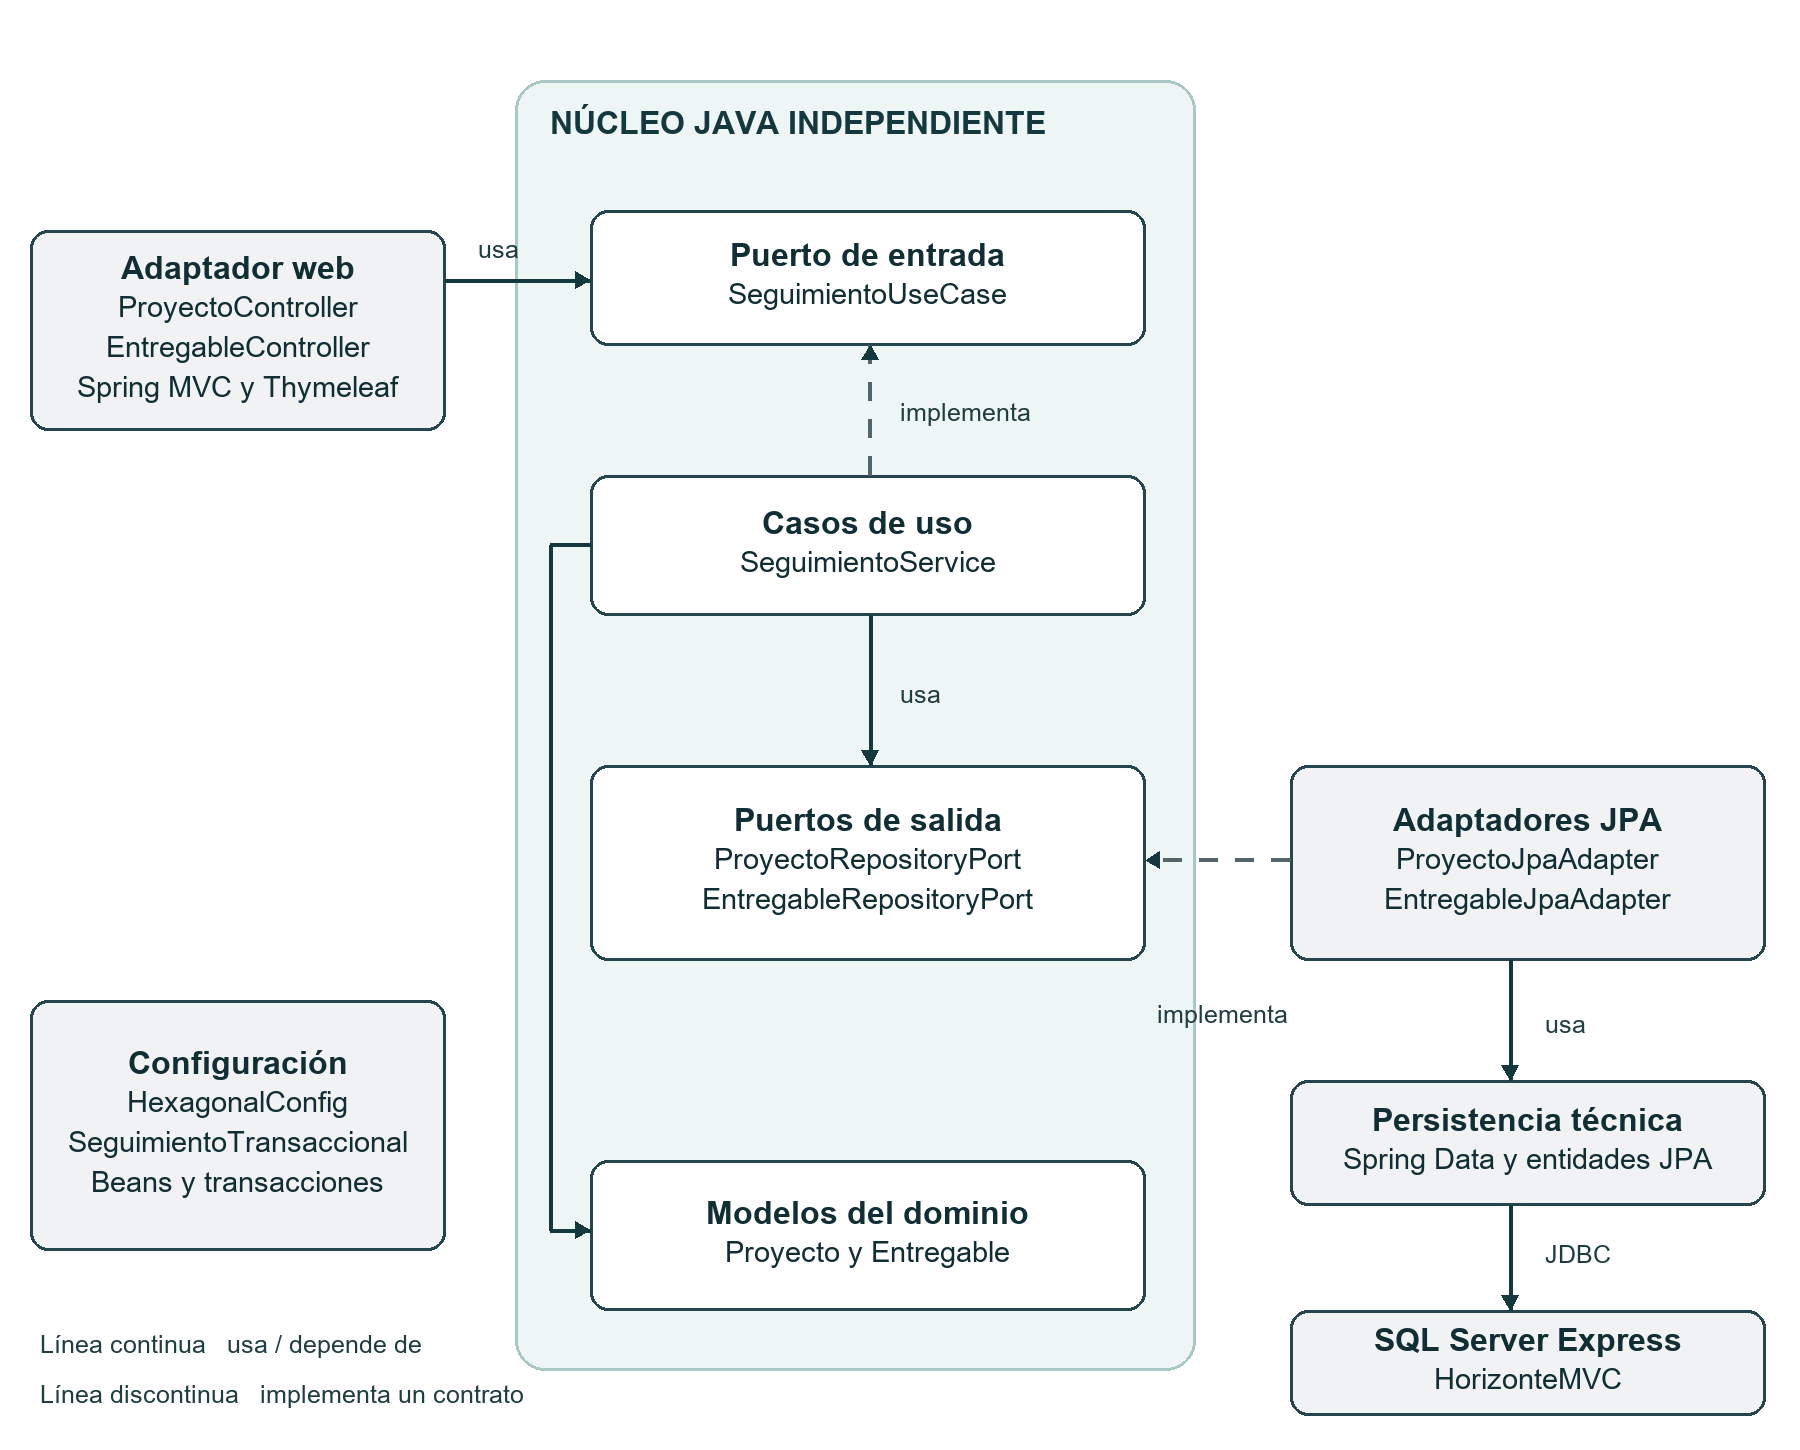 NÚCLEO JAVA INDEPENDIENTE
Adaptador web
ProyectoController
EntregableController
Spring MVC y Thymeleaf
usa
Puerto de entrada
SeguimientoUseCase
implementa
Casos de uso
SeguimientoService
usa
Puertos de salida
ProyectoRepositoryPort
EntregableRepositoryPort
Adaptadores JPA
ProyectoJpaAdapter
EntregableJpaAdapter
implementa
usa
Configuración
HexagonalConfig
SeguimientoTransaccional
Beans y transacciones
Persistencia técnica
Spring Data y entidades JPA
Modelos del dominio
Proyecto y Entregable
JDBC
SQL Server Express
HorizonteMVC
Línea continua usa / depende de
Línea discontinua implementa un contrato